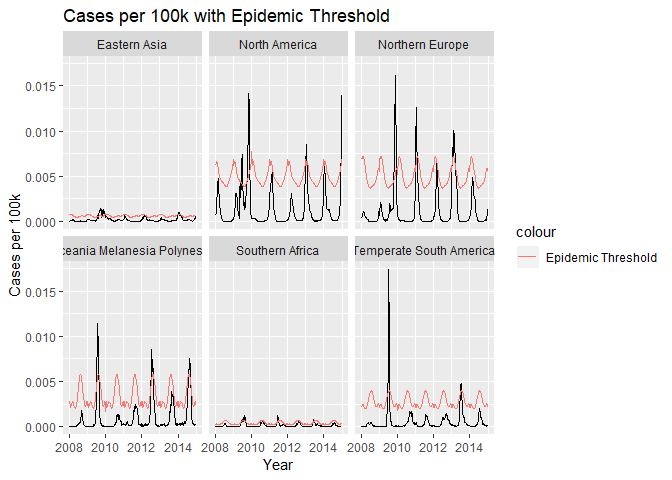 Cases per 100k with Epidemic Threshold
Eastern Asia
North America
Northern Europe
0.015
0.010
0.005
0.000
ceania Melanesia Polynes
Southern Africa
Temperate South America
0.015
0.010
0.005
0.000
2008 2010 2012 2014
2008 2010 2012 2014
2008 2010 2012 2014
Year
Cases per 100k
colour
Epidemic Threshold